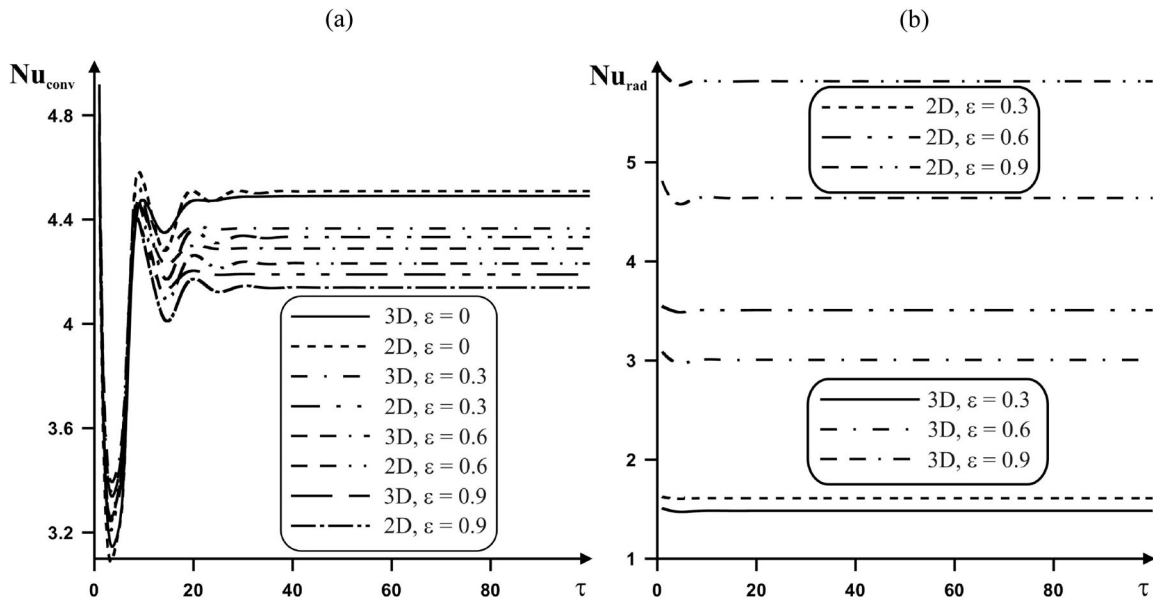 (a)
(b)
Nu_conv
4.8
4.4
4
3.6
3.2
0
20
40
60
80
τ
3D, ε = 0
2D, ε = 0
3D, ε = 0.3
2D, ε = 0.3
3D, ε = 0.6
2D, ε = 0.6
3D, ε = 0.9
2D, ε = 0.9
Nu_rad
5
4
3
2
1
0
20
40
60
80
τ
2D, ε = 0.3
2D, ε = 0.6
2D, ε = 0.9
3D, ε = 0.3
3D, ε = 0.6
3D, ε = 0.9